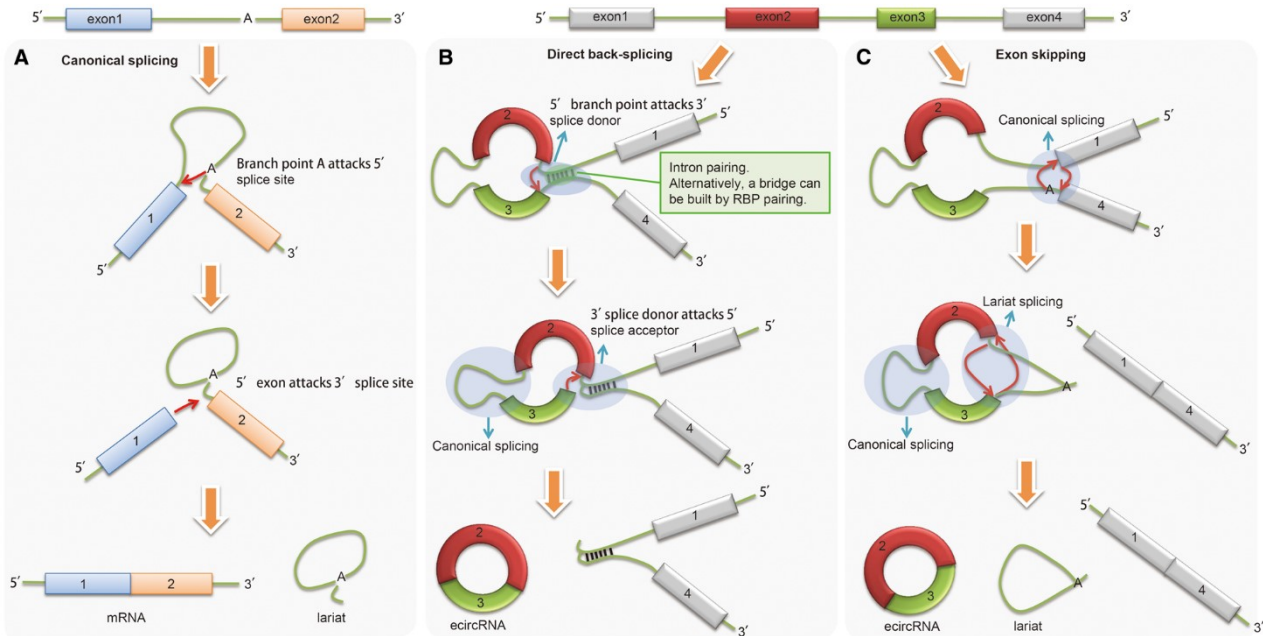 5′ exon1 A exon2 3′
5′ exon1 exon2 exon3 exon4 3′
A Canonical splicing
A
Branch point A attacks 5′
splice site
1
2
5′
3′
A
5′ exon attacks 3′ splice site
1
2
5′
3′
5′ 1 2 3′
mRNA
A
lariat
B Direct back-splicing
5′ branch point attacks 3′
splice donor
2
1
5′
Intron pairing.
Alternatively, a bridge can
be built by RBP pairing.
3
4
3′
3′ splice donor attacks 5′
splice acceptor
2
1
5′
3
4
Canonical splicing
3′
5′
2
1
3
4
ecircRNA
3′
C Exon skipping
2
Canonical splicing
5′
1
A
3
4
3′
Lariat splicing
2
5′
1
A
3
4
Canonical splicing
3′
5′
2
1
A
3
4
ecircRNA
lariat
3′